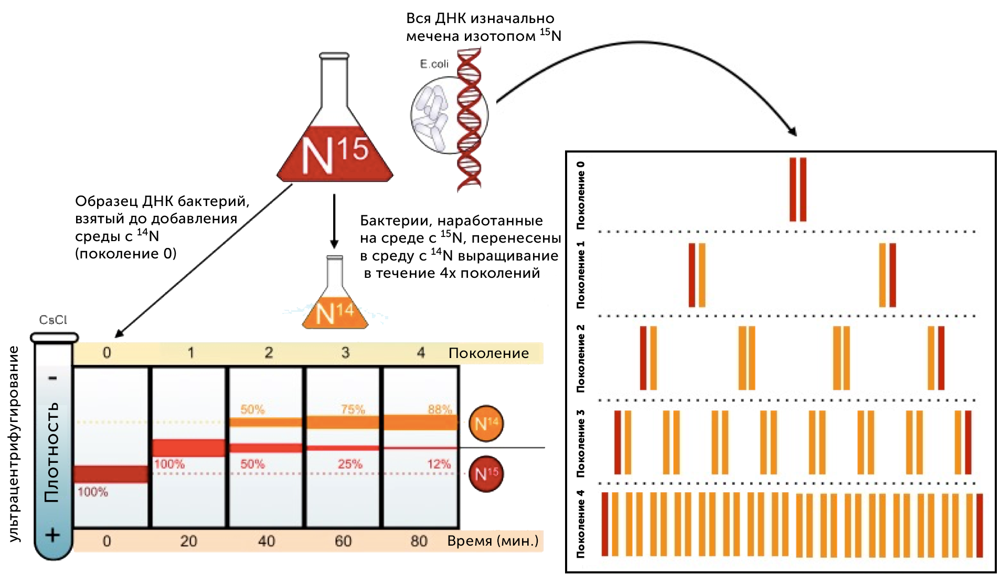 Вся ДНК изначально
мечена изотопом ¹⁵N
E.coli
N¹⁵
Образец ДНК бактерий,
взятый до добавления
среды с ¹⁴N
(поколение 0)
Бактерии, наработанные
на среде с ¹⁵N, перенесены
в среду с ¹⁴N выращивание
в течение 4х поколений
N¹⁴
CsCl
ультрацентрифугирование
-
Плотность
+
0 1 2 3 4 Поколение
50% 75% 88%
N¹⁴
100% 50% 25% 12%
N¹⁵
100%
0 20 40 60 80 Время (мин.)
Поколение 0
Поколение 1
Поколение 2
Поколение 3
Поколение 4